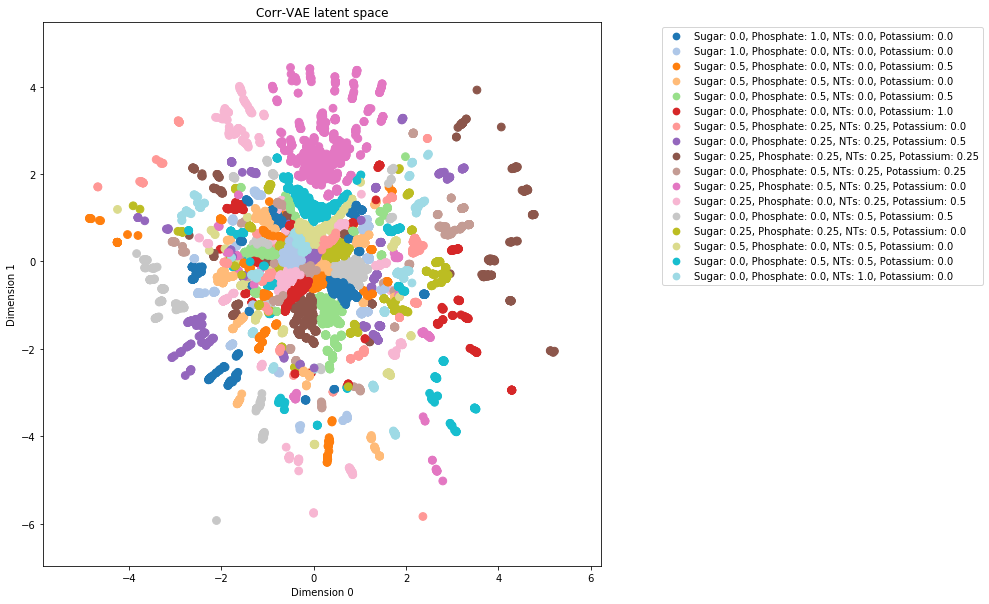 Corr-VAE latent space
Dimension 1
4
2
0
−2
−4
−6
−4
−2
0
2
4
6
Dimension 0
Sugar: 0.0, Phosphate: 1.0, NTs: 0.0, Potassium: 0.0
Sugar: 1.0, Phosphate: 0.0, NTs: 0.0, Potassium: 0.0
Sugar: 0.5, Phosphate: 0.0, NTs: 0.0, Potassium: 0.5
Sugar: 0.5, Phosphate: 0.5, NTs: 0.0, Potassium: 0.0
Sugar: 0.0, Phosphate: 0.5, NTs: 0.0, Potassium: 0.5
Sugar: 0.0, Phosphate: 0.0, NTs: 0.0, Potassium: 1.0
Sugar: 0.5, Phosphate: 0.25, NTs: 0.25, Potassium: 0.0
Sugar: 0.0, Phosphate: 0.25, NTs: 0.25, Potassium: 0.5
Sugar: 0.25, Phosphate: 0.25, NTs: 0.25, Potassium: 0.25
Sugar: 0.0, Phosphate: 0.5, NTs: 0.25, Potassium: 0.25
Sugar: 0.25, Phosphate: 0.5, NTs: 0.25, Potassium: 0.0
Sugar: 0.25, Phosphate: 0.0, NTs: 0.25, Potassium: 0.5
Sugar: 0.0, Phosphate: 0.0, NTs: 0.5, Potassium: 0.5
Sugar: 0.25, Phosphate: 0.25, NTs: 0.5, Potassium: 0.0
Sugar: 0.5, Phosphate: 0.0, NTs: 0.5, Potassium: 0.0
Sugar: 0.0, Phosphate: 0.5, NTs: 0.5, Potassium: 0.0
Sugar: 0.0, Phosphate: 0.0, NTs: 1.0, Potassium: 0.0